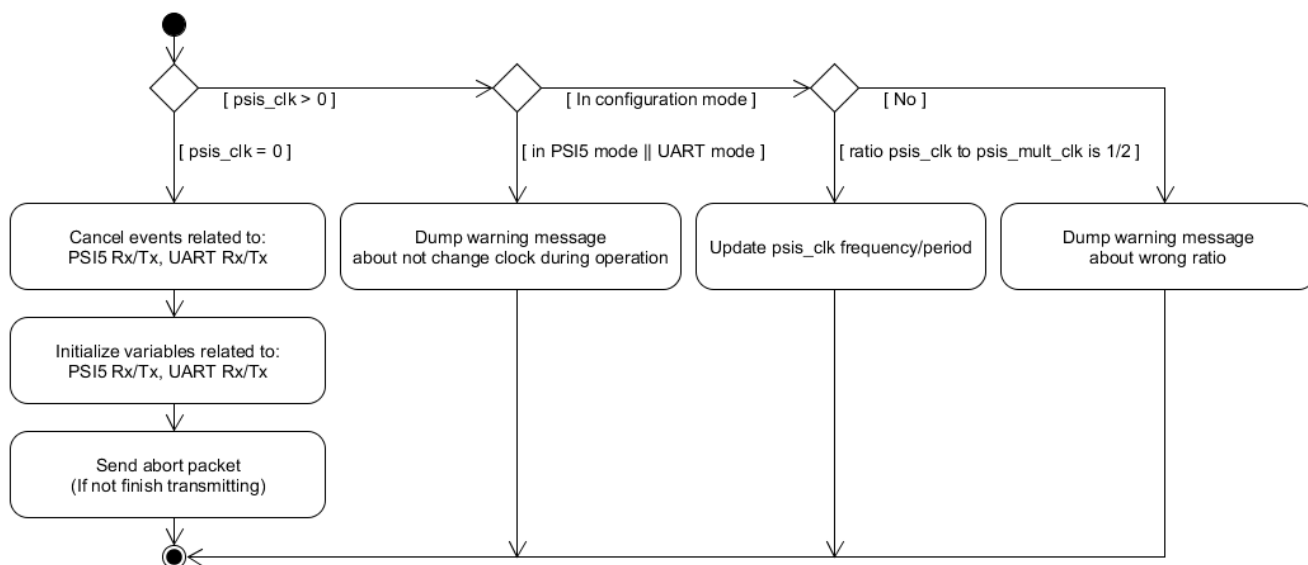 [ psis_clk > 0 ]
[ In configuration mode ]
[ No ]
[ psis_clk = 0 ]
[ in PSI5 mode || UART mode ]
[ ratio psis_clk to psis_mult_clk is 1/2 ]
Cancel events related to:
PSI5 Rx/Tx, UART Rx/Tx
Dump warning message
about not change clock during operation
Update psis_clk frequency/period
Dump warning message
about wrong ratio
Initialize variables related to:
PSI5 Rx/Tx, UART Rx/Tx
Send abort packet
(If not finish transmitting)